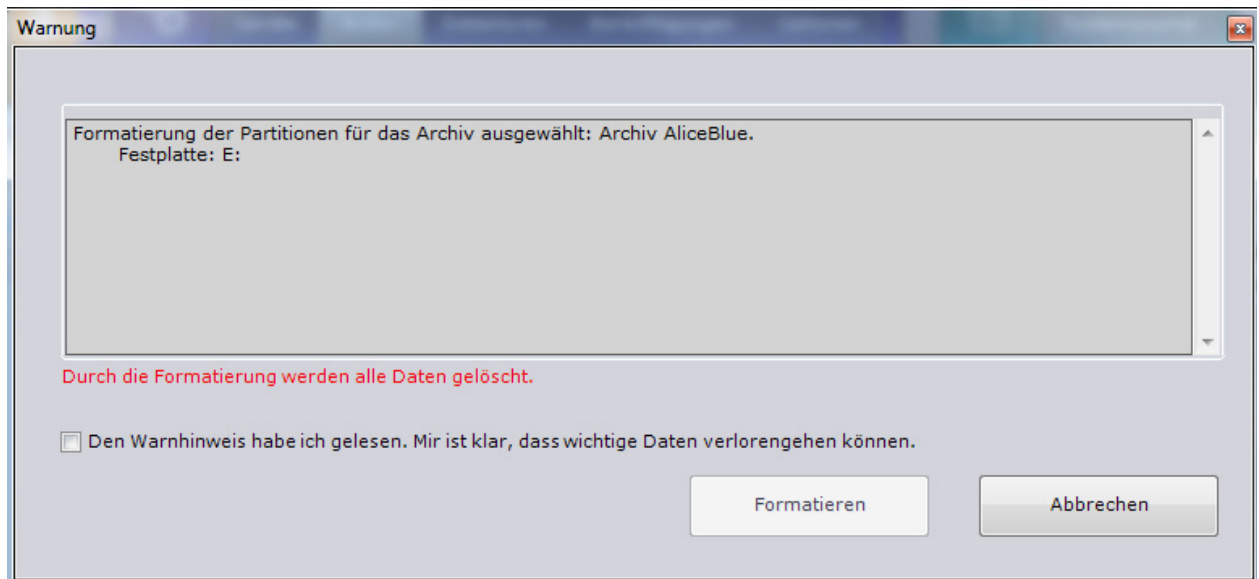 Warnung
Formatierung der Partitionen für das Archiv ausgewählt: Archiv AliceBlue.
Festplatte: E:
Durch die Formatierung werden alle Daten gelöscht.
Den Warnhinweis habe ich gelesen. Mir ist klar, dass wichtige Daten verlorengehen können.
Formatieren
Abbrechen